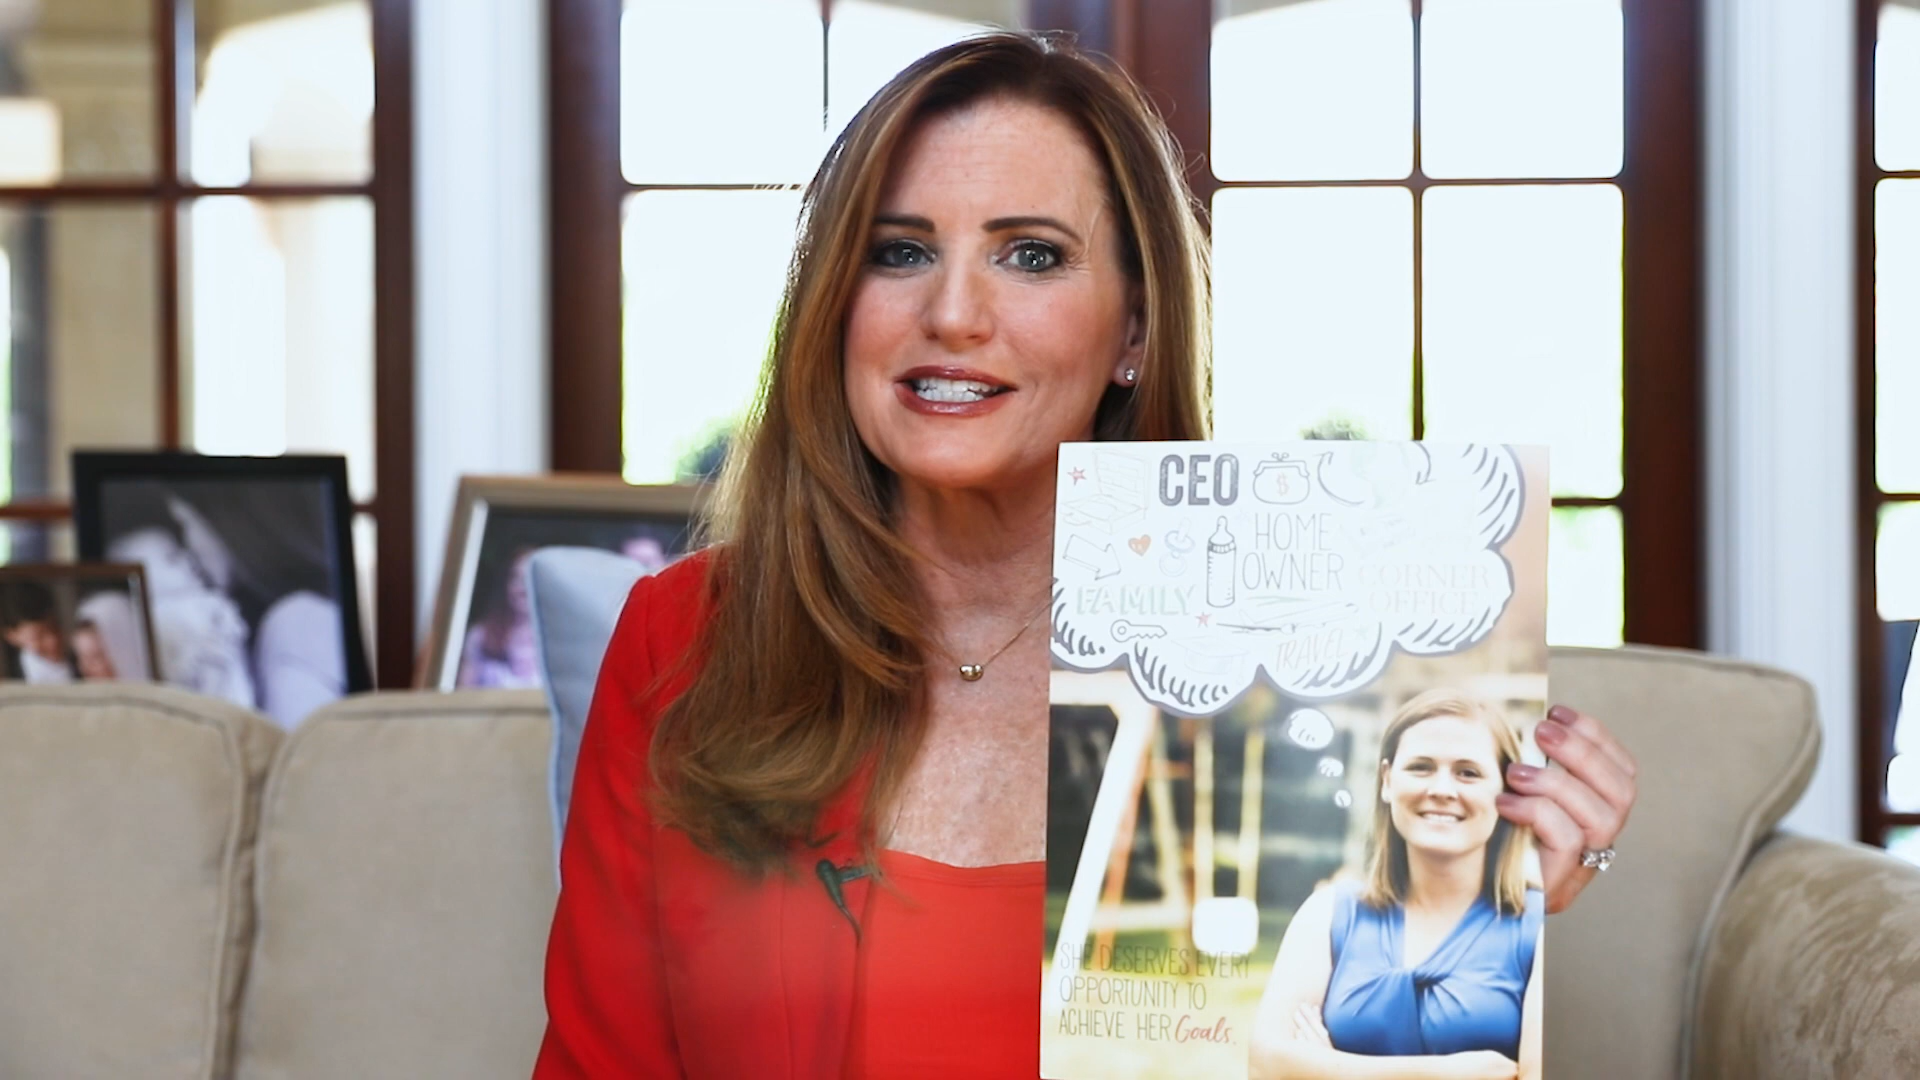 CEO
HOME
OWNER
CORNER
OFFICE
FAMILY
TRAVEL
SHE DESERVES EVERY
OPPORTUNITY TO
ACHIEVE HER Goals.